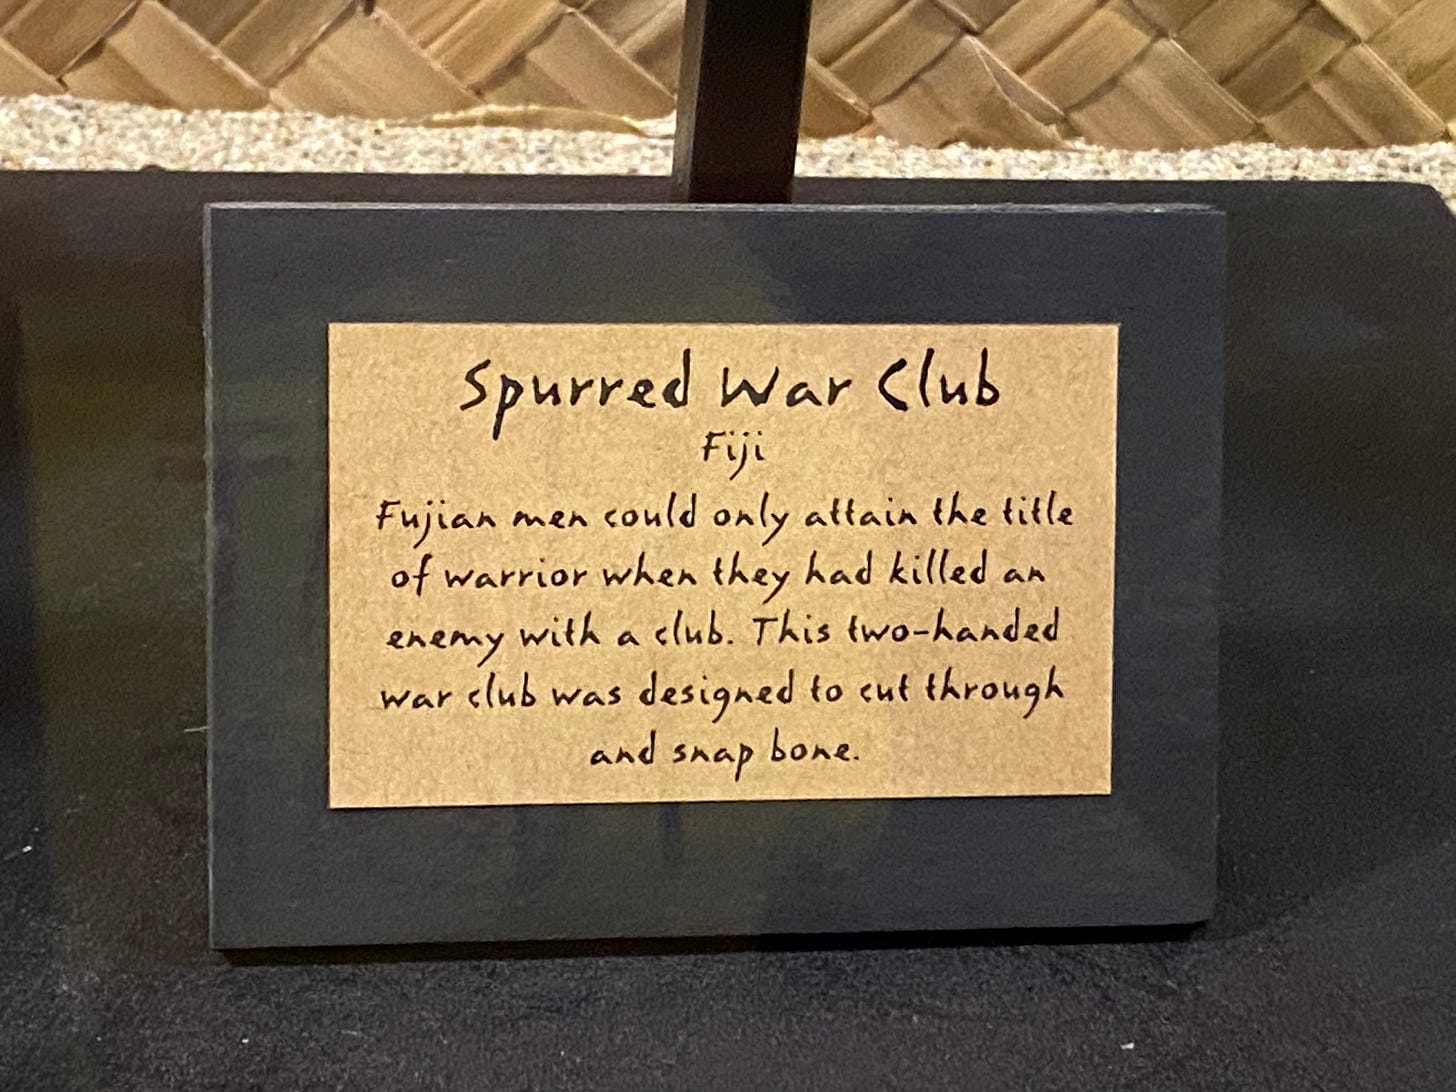 Spurred War Club
Fiji
Fujian men could only attain the title
of warrior when they had killed an
enemy with a club. This two-handed
war club was designed to cut through
and snap bone.